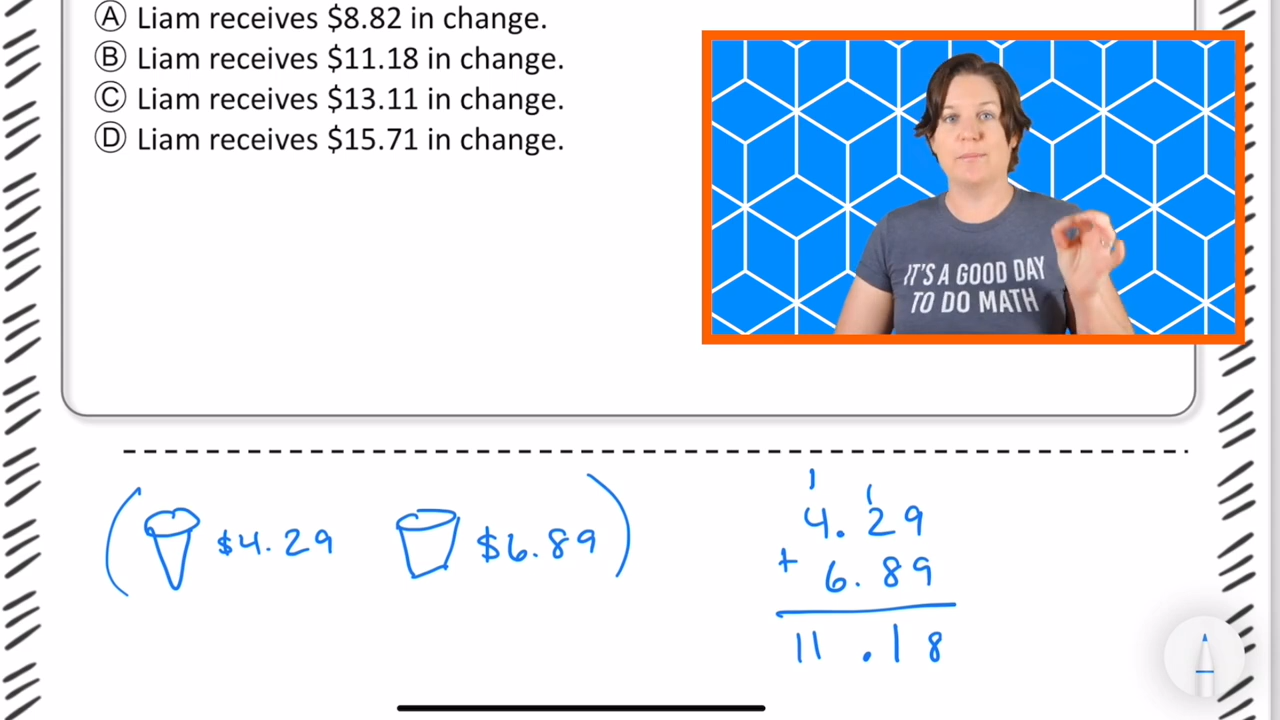 Ⓐ Liam receives $8.82 in change.
Ⓑ Liam receives $11.18 in change.
Ⓒ Liam receives $13.11 in change.
Ⓓ Liam receives $15.71 in change.
IT'S A GOOD DAY
TO DO MATH
( $4.29 $6.89 )
1 1
4.29
+ 6.89
11.18